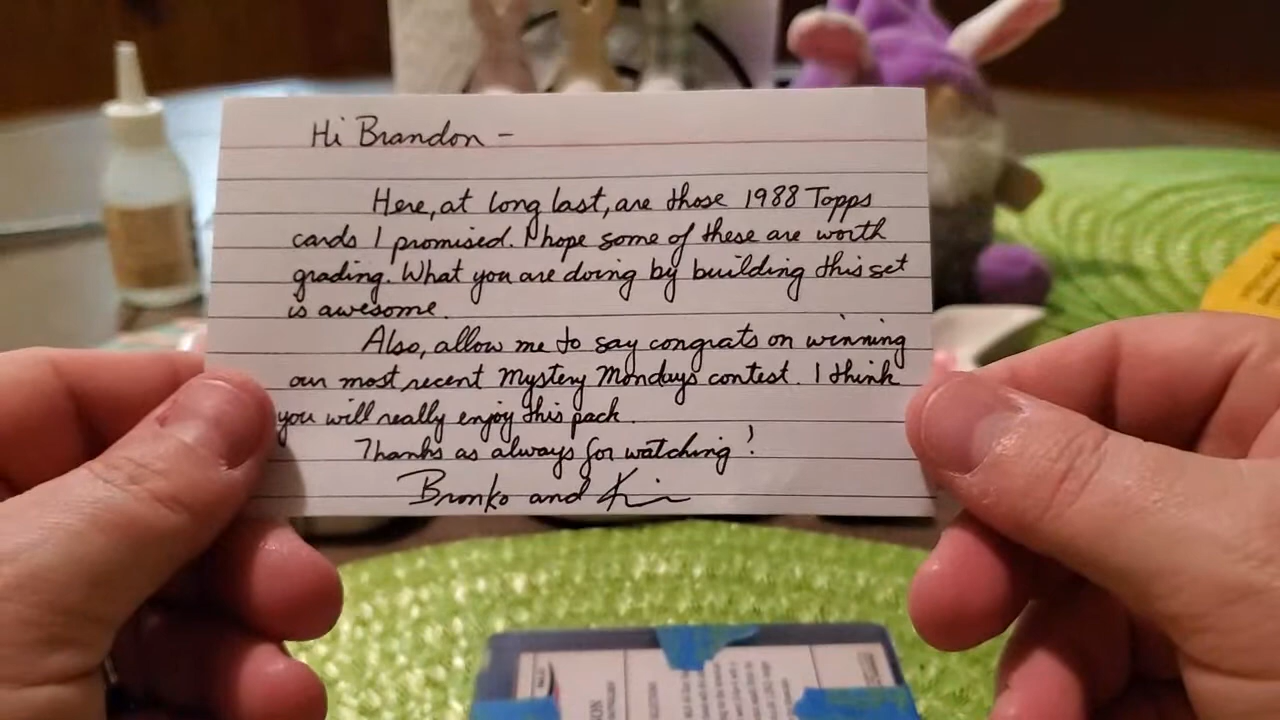 Hi Brandon -
Here, at long last, are those 1988 Topps
cards I promised. I hope some of these are worth
grading. What you are doing by building this set
is awesome.
Also, allow me to say congrats on winning
our most recent Mystery Mondays contest. I think
you will really enjoy this pack.
Thanks as always for watching!
Bronko and